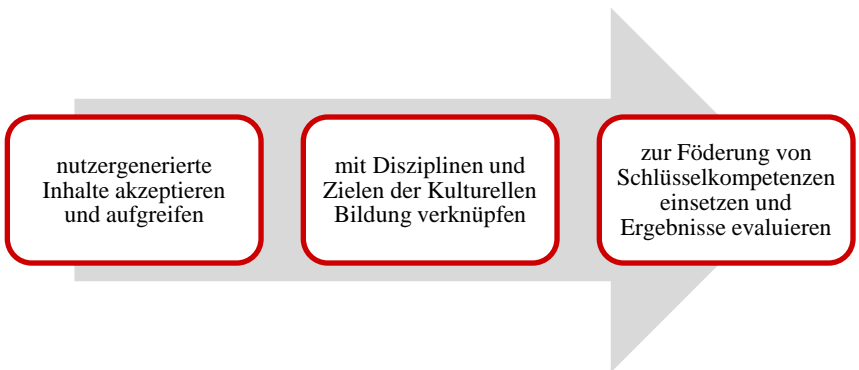 nutzergenerierte
Inhalte akzeptieren
und aufgreifen
mit Disziplinen und
Zielen der Kulturellen
Bildung verknüpfen
zur Föderung von
Schlüsselkompetenzen
einsetzen und
Ergebnisse evaluieren